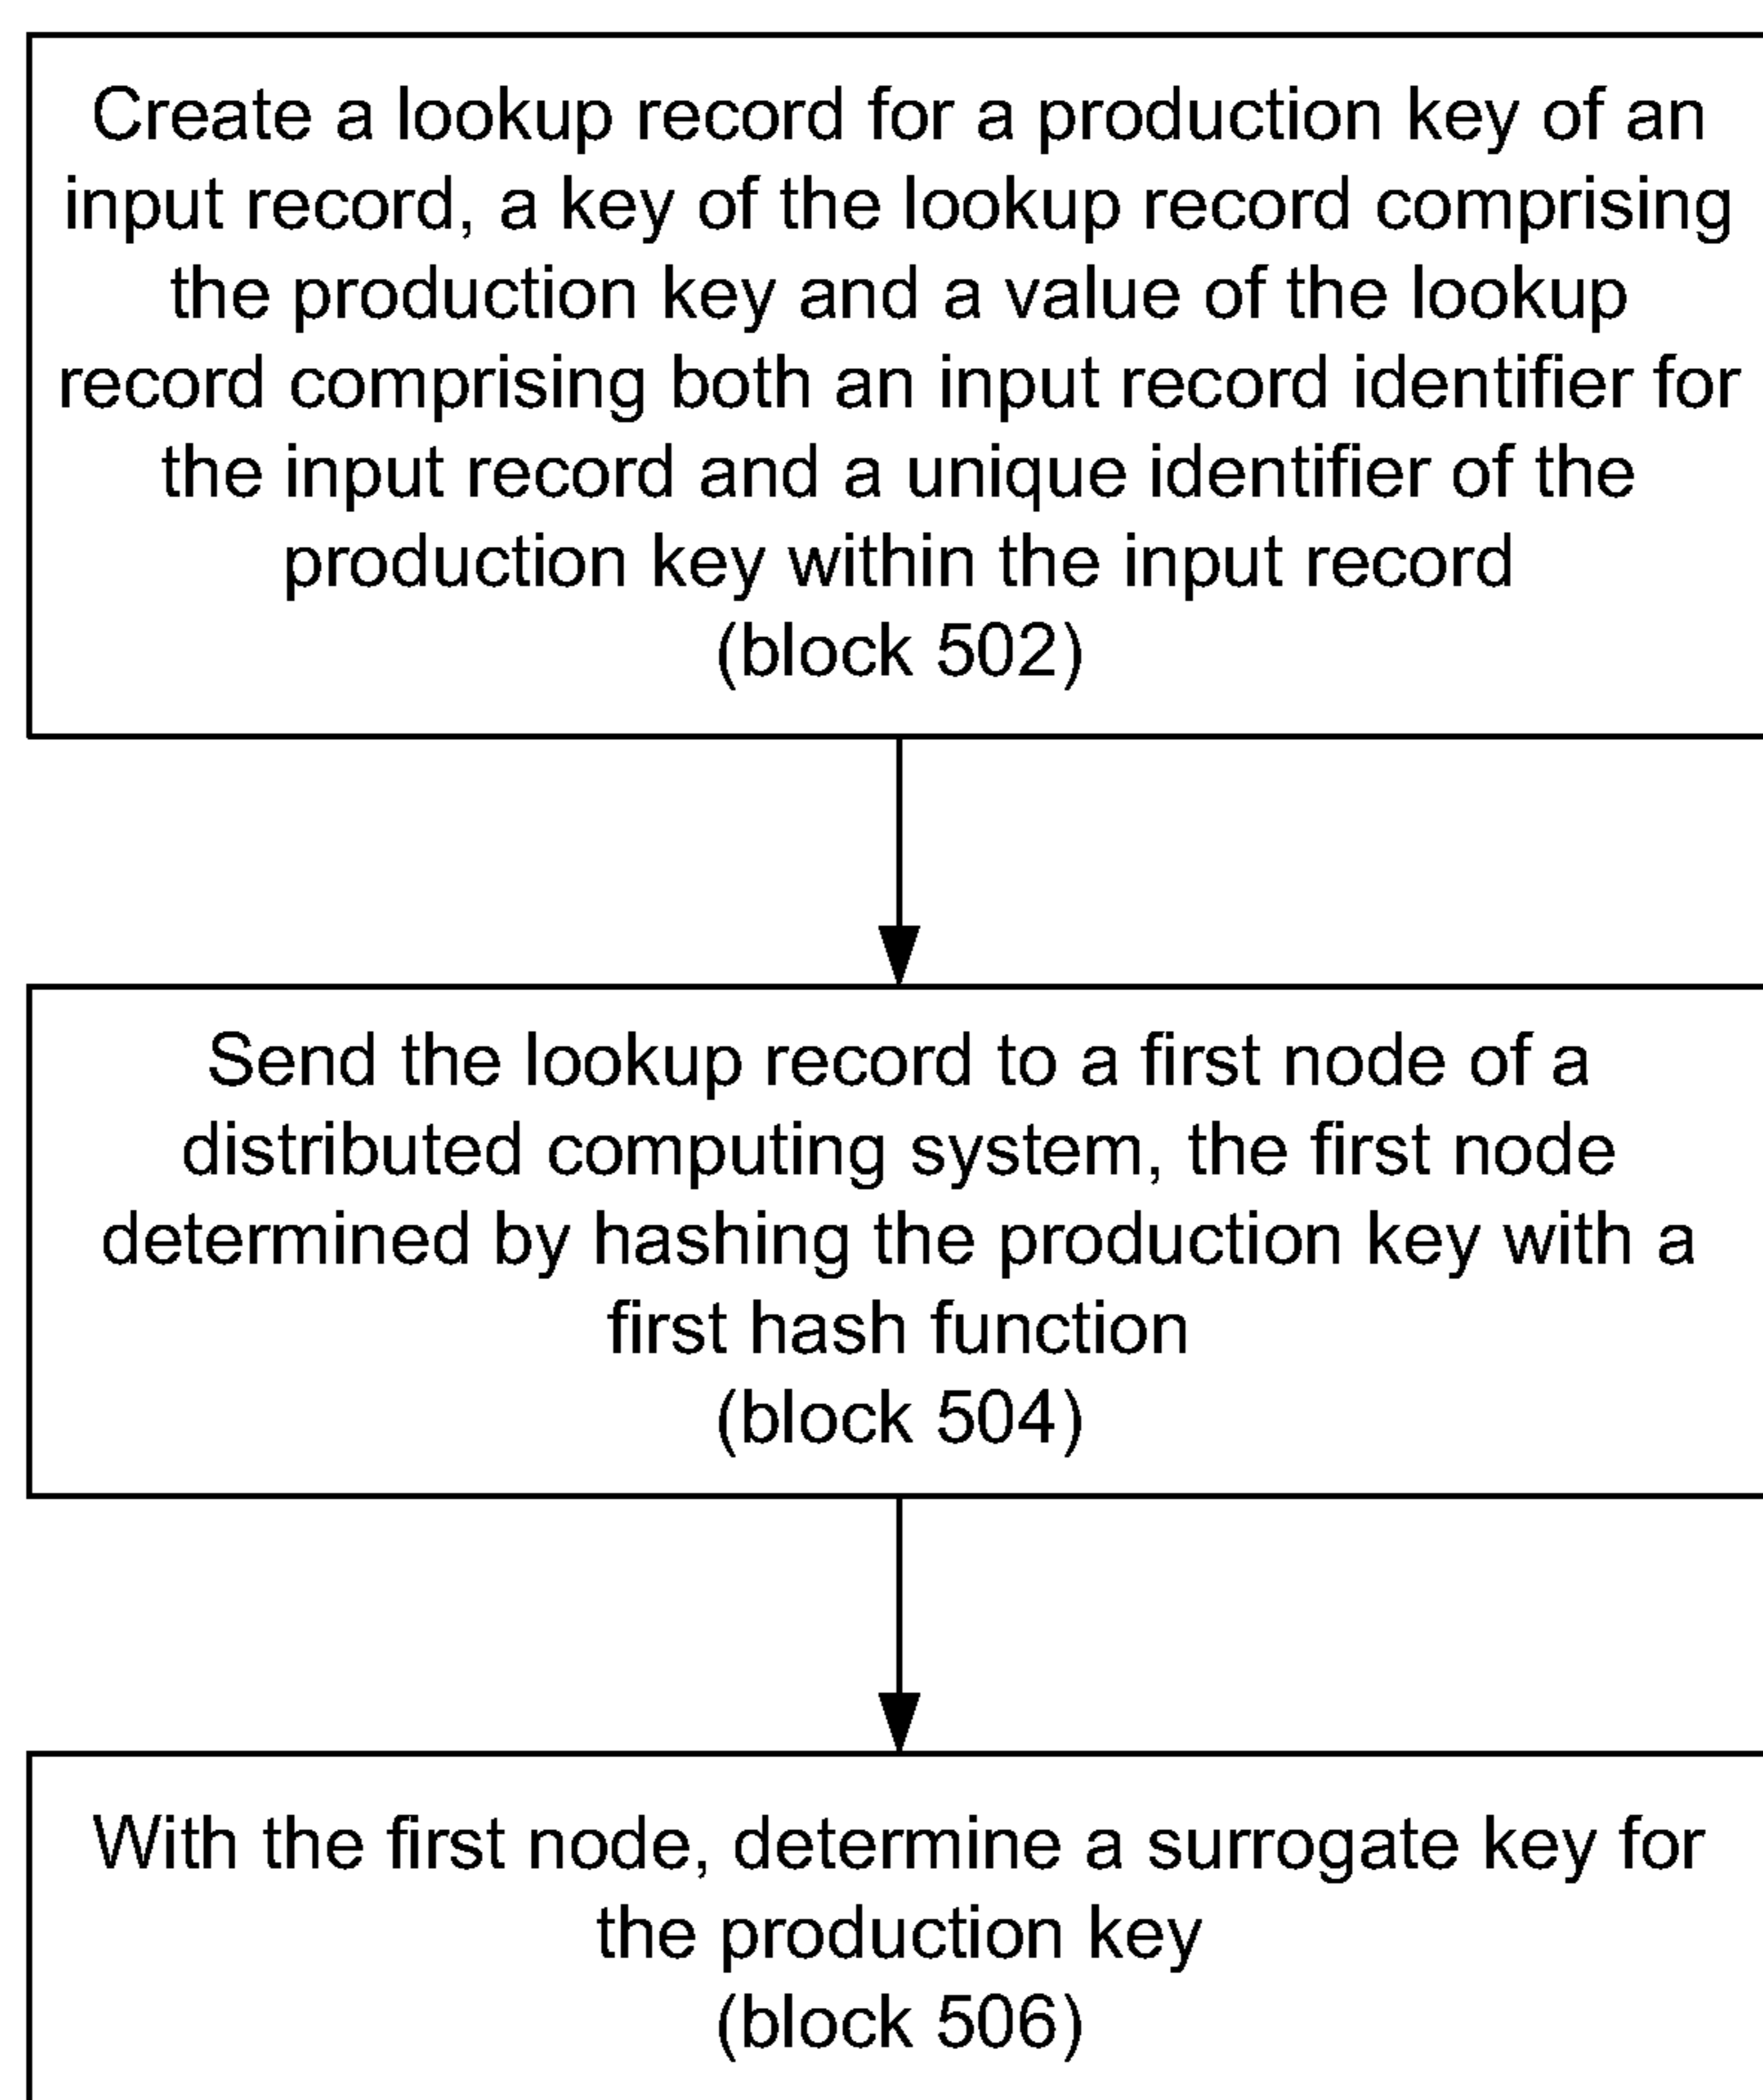 Create a lookup record for a production key of an
input record, a key of the lookup record comprising
the production key and a value of the lookup
record comprising both an input record identifier for
the input record and a unique identifier of the
production key within the input record
(block 502)
Send the lookup record to a first node of a
distributed computing system, the first node
determined by hashing the production key with a
first hash function
(block 504)
With the first node, determine a surrogate key for
the production key
(block 506)